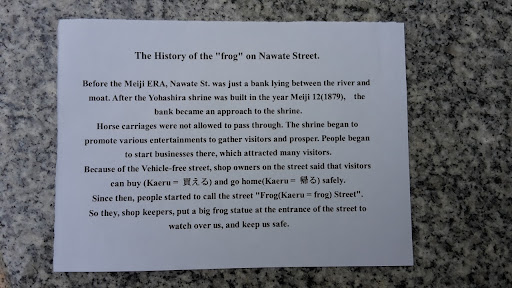 The History of the "frog" on Nawate Street.
Before the Meiji ERA, Nawate St. was just a bank lying between the river and
moat. After the Yohashira shrine was built in the year Meiji 12(1879), the
bank became an approach to the shrine.
Horse carriages were not allowed to pass through. The shrine began to
promote various entertainments to gather visitors and prosper. People began
to start businesses there, which attracted many visitors.
Because of the Vehicle-free street, shop owners on the street said that visitors
can buy (Kaeru = 買える) and go home(Kaeru = 帰る) safely.
Since then, people started to call the street "Frog(Kaeru = frog) Street".
So they, shop keepers, put a big frog statue at the entrance of the street to
watch over us, and keep us safe.